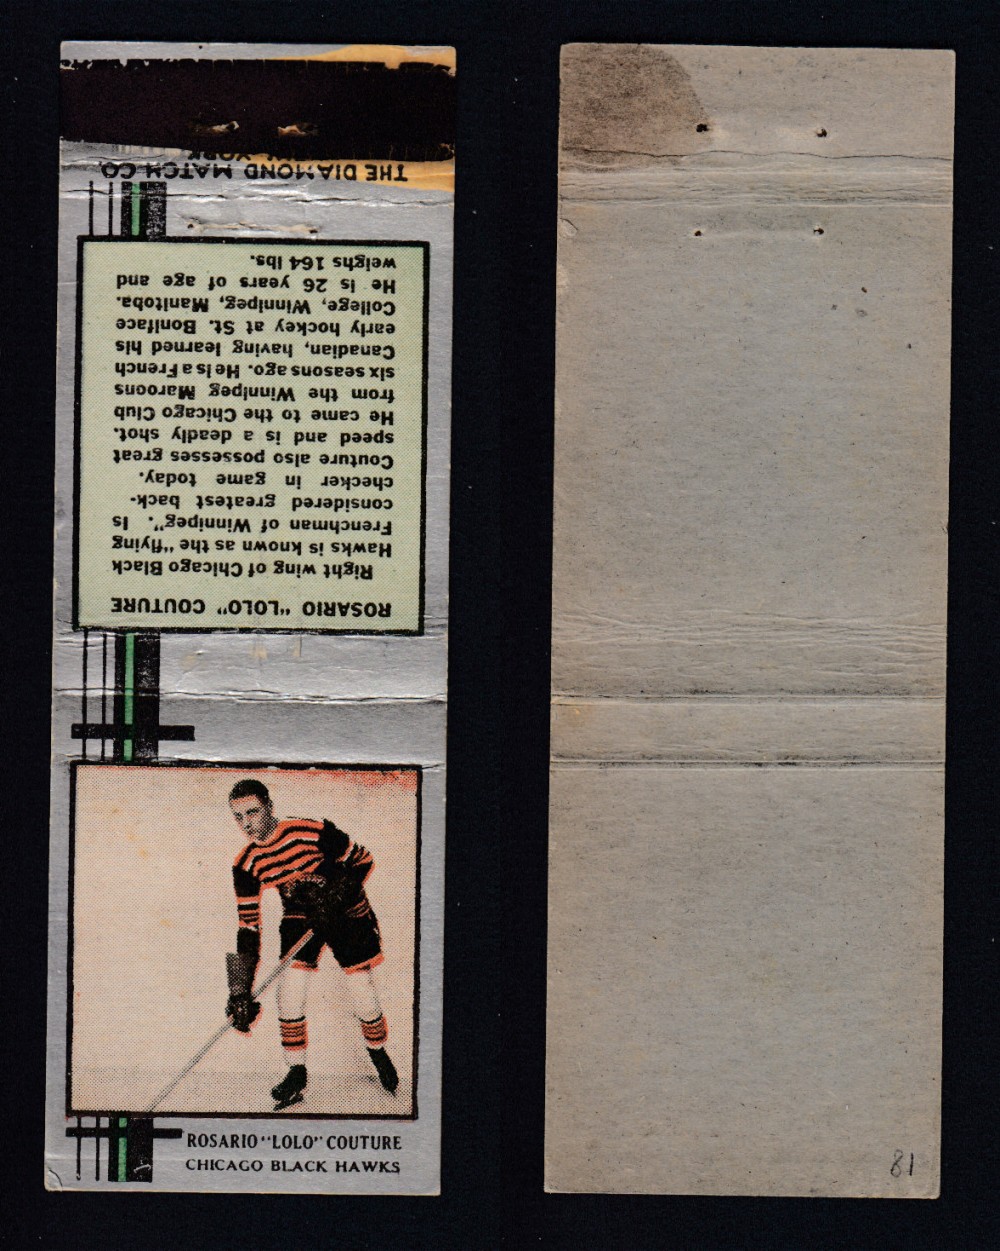 THE DIAMOND MATCH CO.
N.Y. YORK
ROSARIO "LOLO" COUTURE
Right wing of Chicago Black
Hawks is known as the "flying
Frenchman of Winnipeg". Is
considered greatest back-
checker in game today.
Couture also possesses great
speed and is a deadly shot.
He came to the Chicago Club
from the Winnipeg Maroons
six seasons ago. He is a French
Canadian, having learned his
early hockey at St. Boniface
College, Winnipeg, Manitoba.
He is 26 years of age and
weighs 164 lbs.
ROSARIO "LOLO" COUTURE
CHICAGO BLACK HAWKS
81